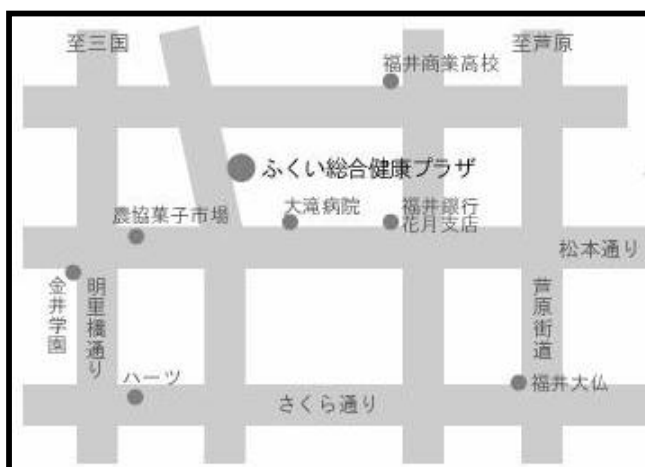 至三国
至芦原
福井商業高校
ふくい総合健康プラザ
農協菓子市場
大滝病院
福井銀行
花月支店
松本通り
金井学園
明里橋通り
芦原街道
ハーツ
さくら通り
福井大仏